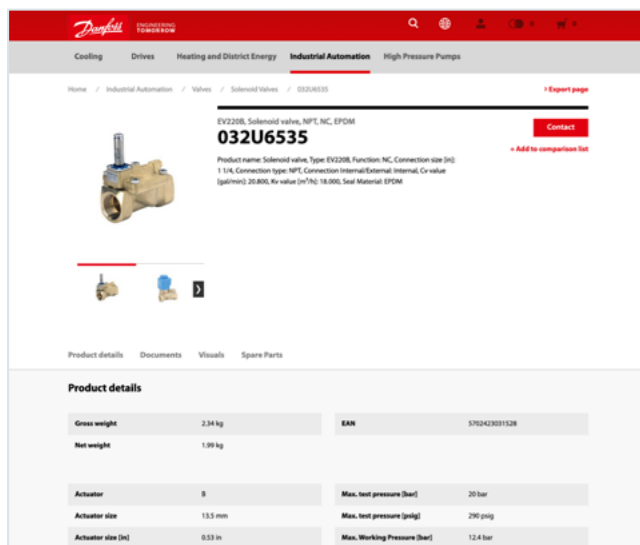 Danfoss
ENGINEERING
TOMORROW
Cooling Drives Heating and District Energy Industrial Automation High Pressure Pumps
Home / Industrial Automation / Valves / Solenoid Valves / 032U6535
Export page
EV220B, Solenoid valve, NPT, NC, EPDM
032U6535
Contact
+ Add to comparison list
Product name: Solenoid valve, Type: EV220B, Function: NC, Connection size [in]:
1 1/4, Connection type: NPT, Connection Internal/External: Internal, Cv value
[gal/min]: 20.800, Kv value [m³/h]: 18.000, Seal Material: EPDM
Product details Documents Visuals Spare Parts
Product details
Gross weight 2.34 kg EAN 5702423031528
Net weight 1.99 kg
Actuator B Max. test pressure [bar] 20 bar
Actuator size 13.5 mm Max. test pressure [psig] 290 psig
Actuator size [in] 0.53 in Max. Working Pressure [bar] 12.4 bar